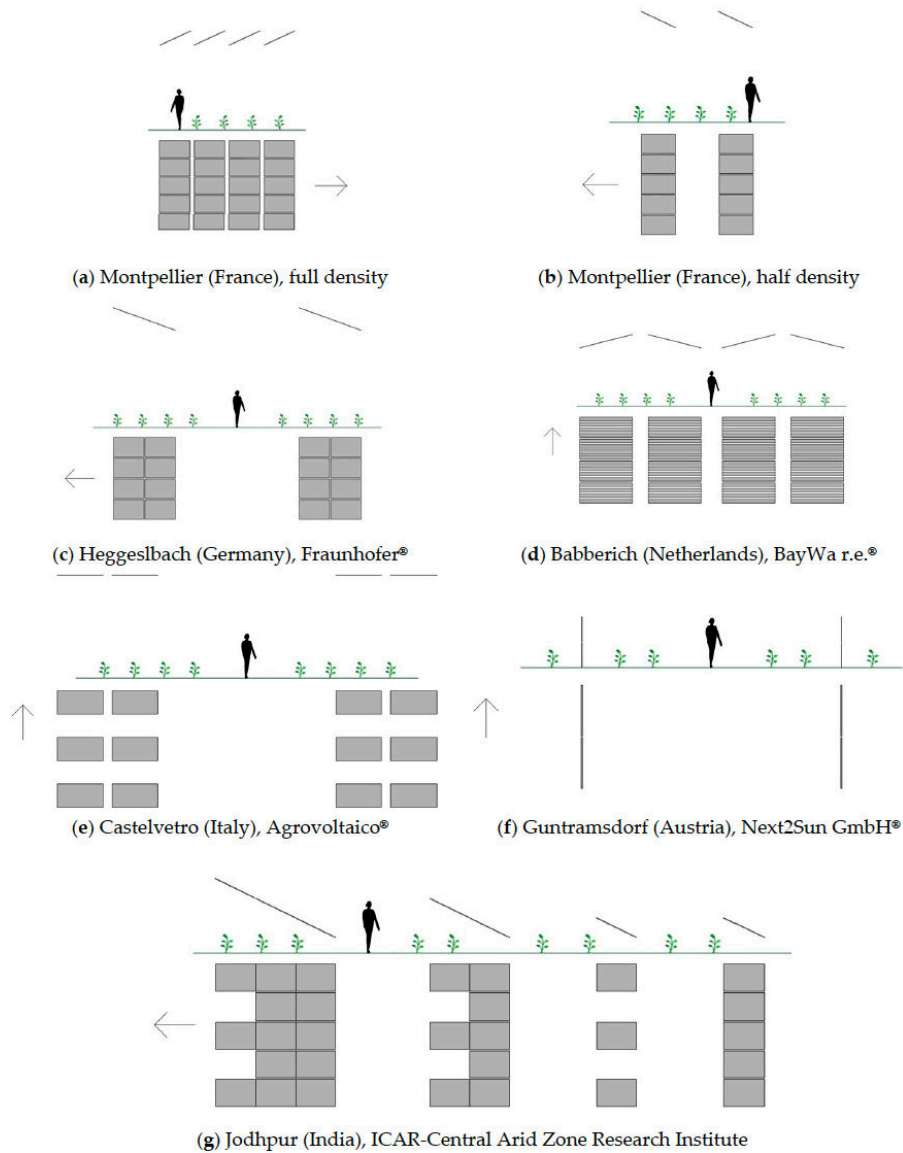 (a) Montpellier (France), full density
(b) Montpellier (France), half density
(c) Heggeslbach (Germany), Fraunhofer®
(d) Babberich (Netherlands), BayWa r.e.®
(e) Castelvetro (Italy), Agrovoltaico®
(f) Guntramsdorf (Austria), Next2Sun GmbH®
(g) Jodhpur (India), ICAR-Central Arid Zone Research Institute